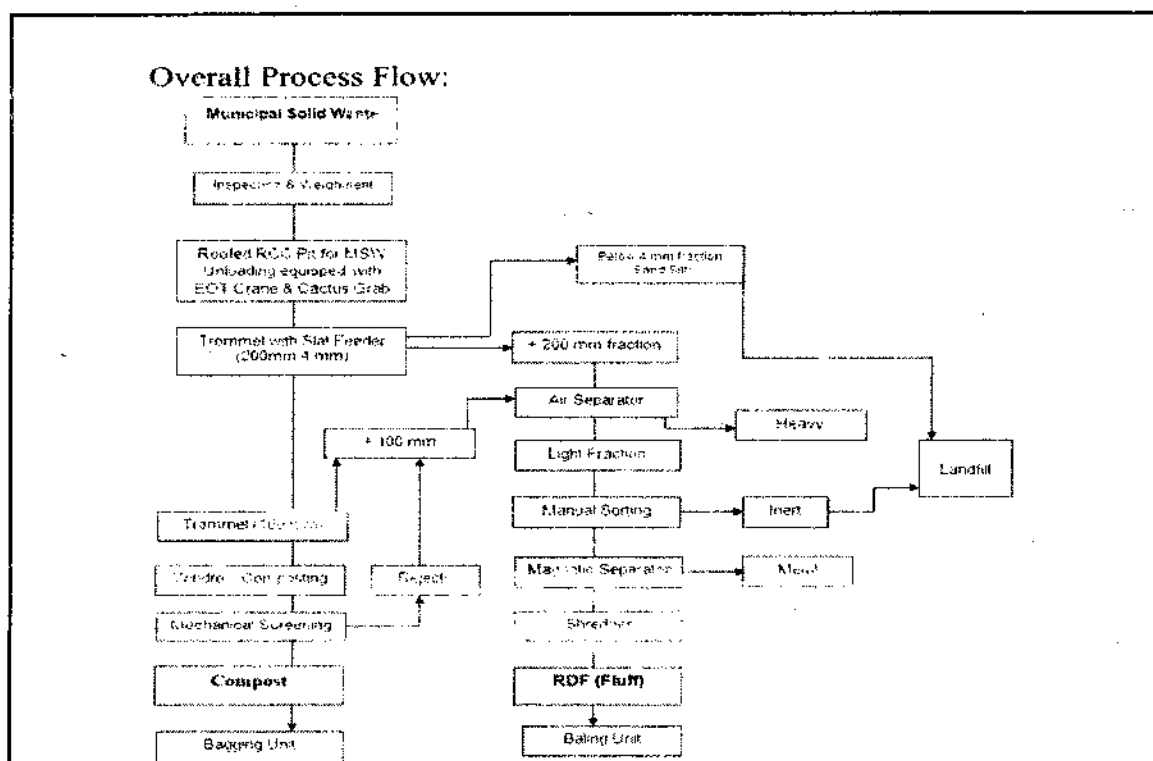 Overall Process Flow:
Municipal Solid Waste
Inspection & Weighment
Roofed RCC Pit for MSW
Unloading equipped with
EOT Crane & Cactus Grab
Below 4 mm fraction
Sand
Trommel with Slat Feeder
(200mm 4 mm)
+ 200 mm fraction
Air Separator
Heavy
+ 100 mm
Light Fraction
Landfill
Trommel
Manual Sorting
Inert
Composting
Reject
Magnetic Separator
Metal
Mechanical Screening
Shredder
Compost
RDF (Fluff)
Bagging Unit
Baling Unit